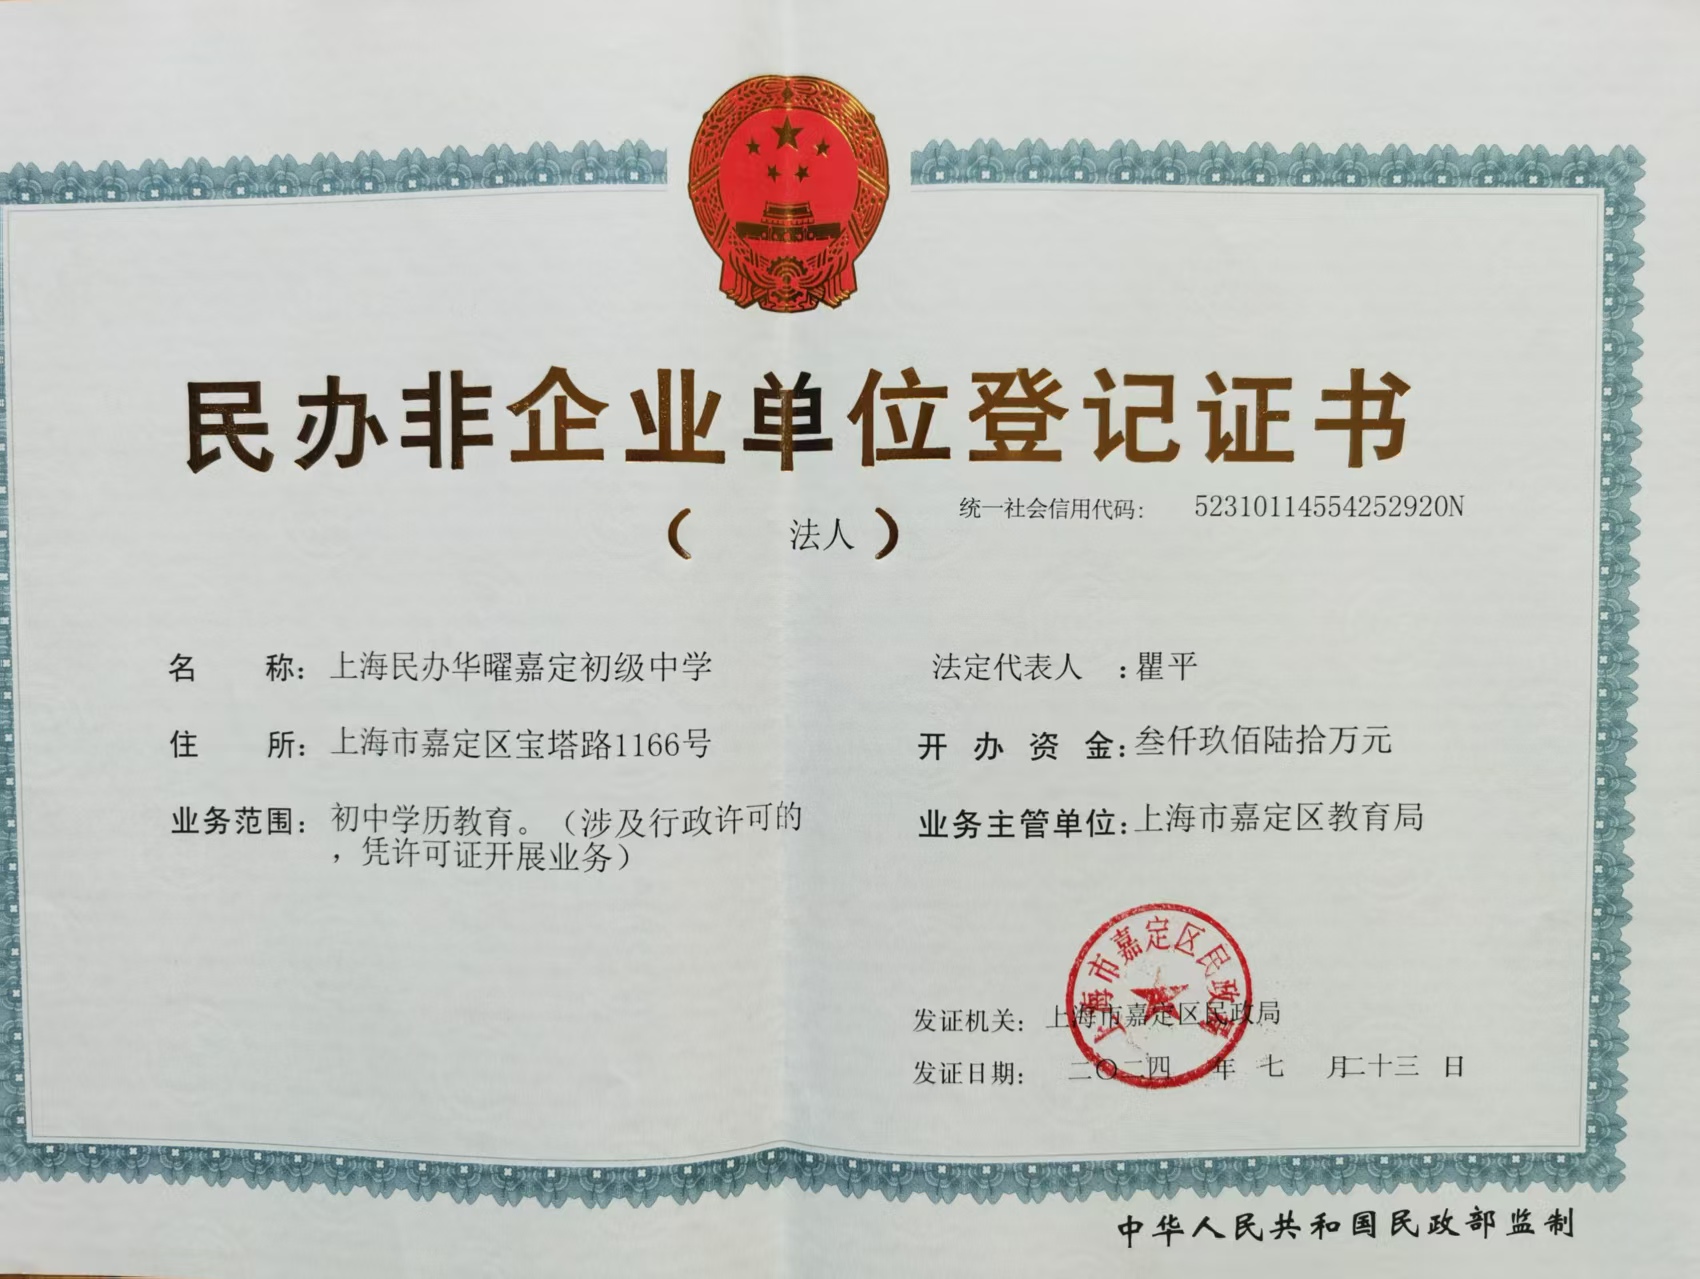 民办非企业单位登记证书
（ 法人 ）
统一社会信用代码： 52310114554252920N
名 称：上海民办华曜嘉定初级中学
法定代表人 ：瞿平
住 所：上海市嘉定区宝塔路1166号
开 办 资 金：叁仟玖佰陆拾万元
业务范围：初中学历教育。（涉及行政许可的
，凭许可证开展业务）
业务主管单位：上海市嘉定区教育局
上海市嘉定区民政局
发证机关：上海市嘉定区民政局
发证日期： 二〇二四 年 七 月 二十三 日
中华人民共和国民政部监制